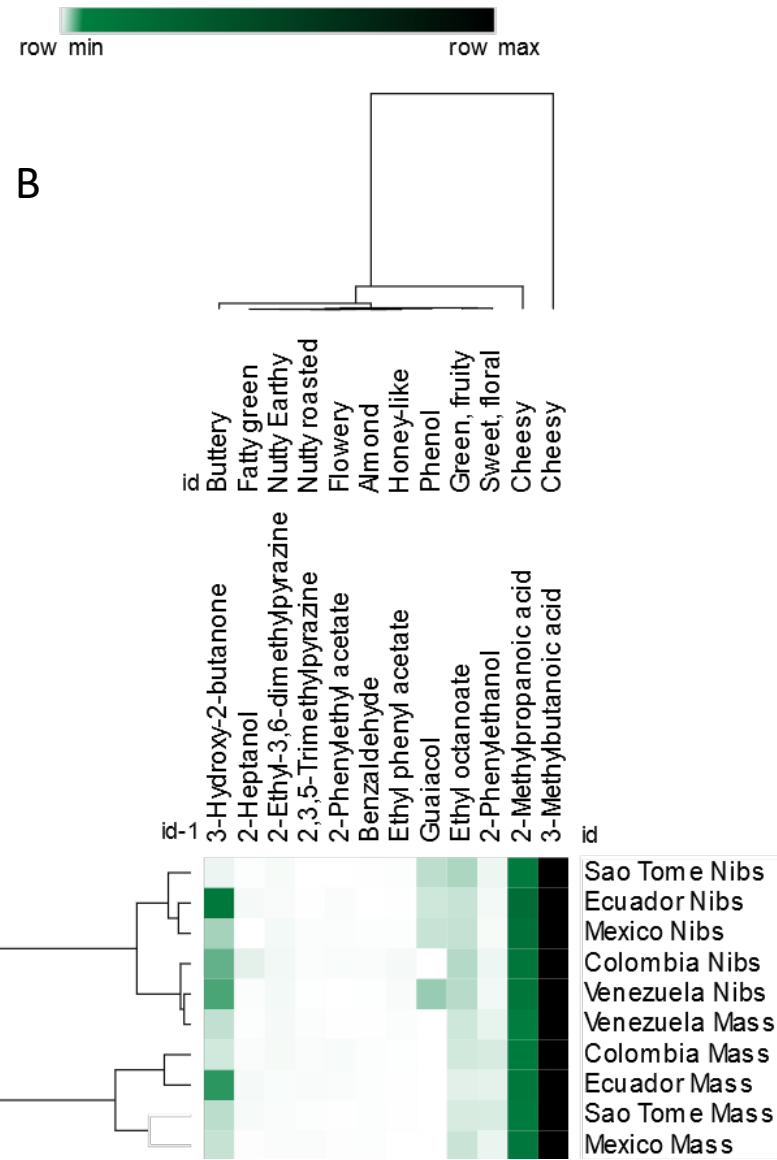 row min
row max
B
id
Buttery
Fatty green
Nutty Earthy
Nutty roasted
Flowery
Almond
Honey-like
Phenol
Green, fruity
Sweet, floral
Cheesy
Cheesy
id-1
3-Hydroxy-2-butanone
2-Heptanol
2-Ethyl-3,6-dimethylpyrazine
2,3,5-Trimethylpyrazine
2-Phenylethyl acetate
Benzaldehyde
Ethyl phenyl acetate
Guaiacol
Ethyl octanoate
2-Phenylethanol
2-Methylpropanoic acid
3-Methylbutanoic acid
id
Sao Tome Nibs
Ecuador Nibs
Mexico Nibs
Colombia Nibs
Venezuela Nibs
Venezuela Mass
Colombia Mass
Ecuador Mass
Sao Tome Mass
Mexico Mass